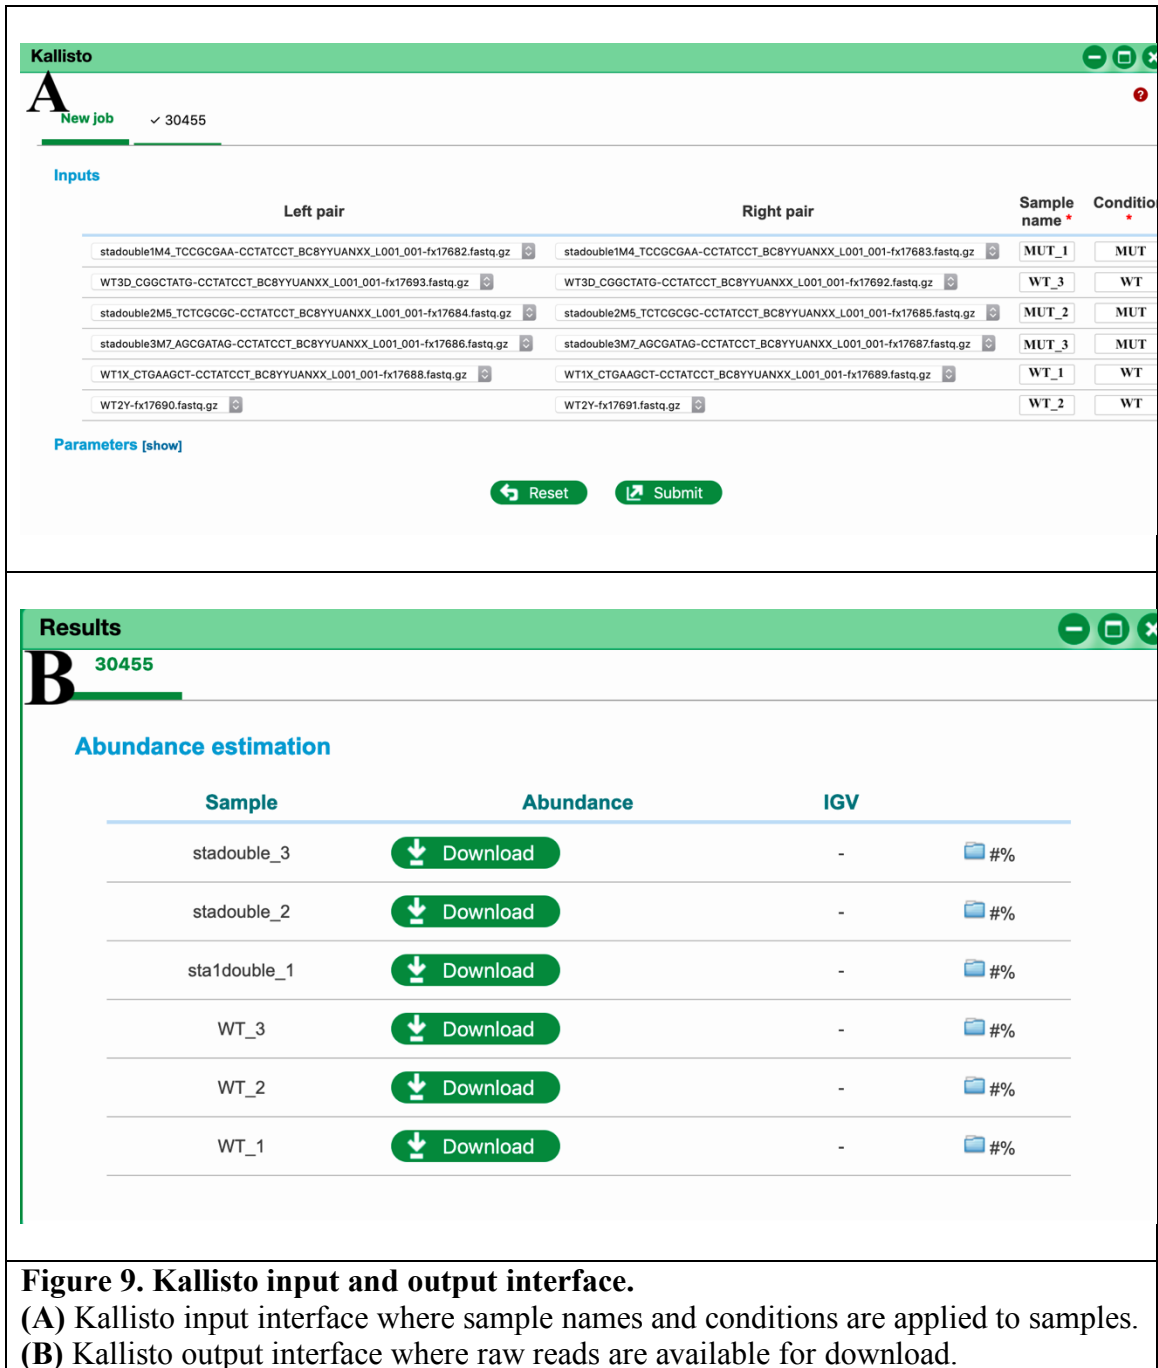 Kallisto
A
New job ✓ 30455
Inputs
Left pair Right pair Sample name * Condition *
stadouble1M4_TCCGCGAA-CCTATCCT_BC8YYUANXX_L001_001-fx17682.fastq.gz stadouble1M4_TCCGCGAA-CCTATCCT_BC8YYUANXX_L001_001-fx17683.fastq.gz MUT_1 MUT
WT3D_CGGCTATG-CCTATCCT_BC8YYUANXX_L001_001-fx17693.fastq.gz WT3D_CGGCTATG-CCTATCCT_BC8YYUANXX_L001_001-fx17692.fastq.gz WT_3 WT
stadouble2M5_TCTCGCGC-CCTATCCT_BC8YYUANXX_L001_001-fx17684.fastq.gz stadouble2M5_TCTCGCGC-CCTATCCT_BC8YYUANXX_L001_001-fx17685.fastq.gz MUT_2 MUT
stadouble3M7_AGCGATAG-CCTATCCT_BC8YYUANXX_L001_001-fx17686.fastq.gz stadouble3M7_AGCGATAG-CCTATCCT_BC8YYUANXX_L001_001-fx17687.fastq.gz MUT_3 MUT
WT1X_CTGAAGCT-CCTATCCT_BC8YYUANXX_L001_001-fx17688.fastq.gz WT1X_CTGAAGCT-CCTATCCT_BC8YYUANXX_L001_001-fx17689.fastq.gz WT_1 WT
WT2Y-fx17690.fastq.gz WT2Y-fx17691.fastq.gz WT_2 WT
Parameters [show]
Reset Submit
Results
B
30455
Abundance estimation
Sample Abundance IGV
stadouble_3 Download - #%
stadouble_2 Download - #%
sta1double_1 Download - #%
WT_3 Download - #%
WT_2 Download - #%
WT_1 Download - #%
Figure 9. Kallisto input and output interface.
(A) Kallisto input interface where sample names and conditions are applied to samples.
(B) Kallisto output interface where raw reads are available for download.